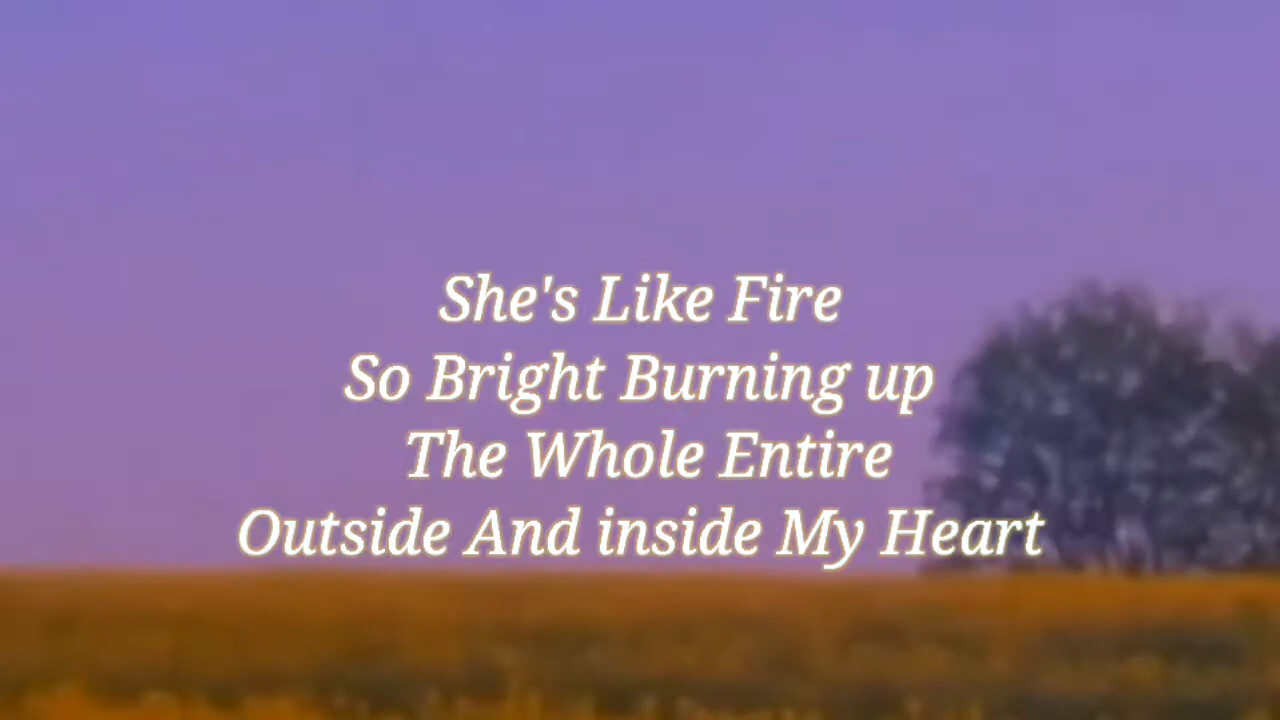 She's Like Fire
So Bright Burning up
The Whole Entire
Outside And inside My Heart